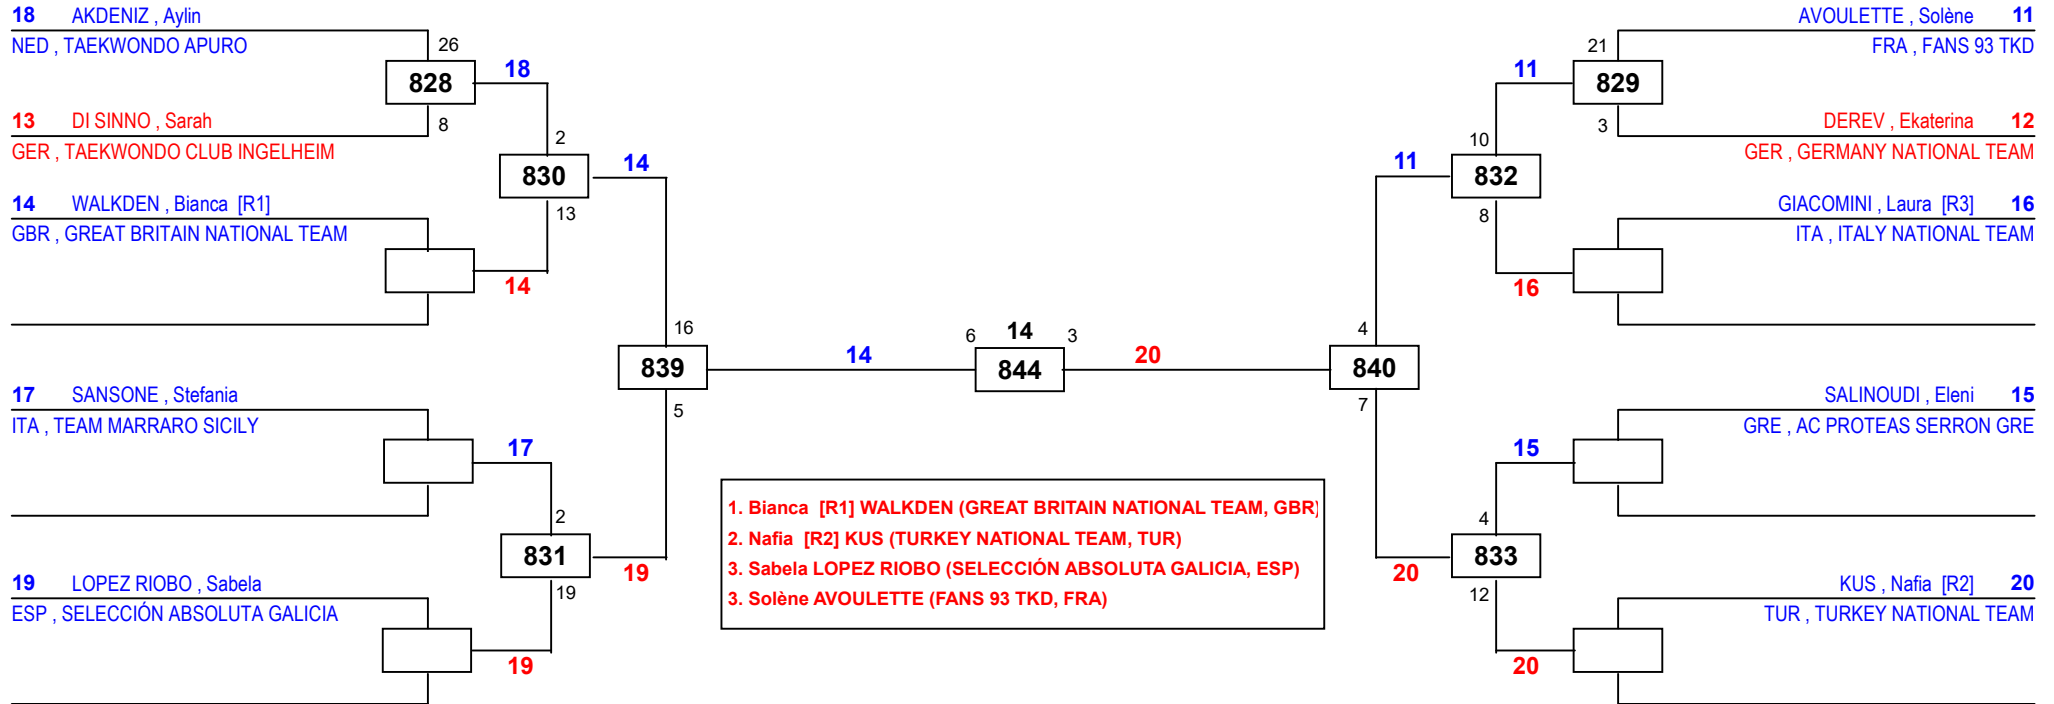 18 AKDENIZ , Aylin
NED , TAEKWONDO APURO
26
828
18
13 DI SINNO , Sarah
8
GER , TAEKWONDO CLUB INGELHEIM
2
830
14
13
14 WALKDEN , Bianca [R1]
GBR , GREAT BRITAIN NATIONAL TEAM
14
16
839
14
5
17 SANSONE , Stefania
ITA , TEAM MARRARO SICILY
17
2
831
19
19
19 LOPEZ RIOBO , Sabela
ESP , SELECCIÓN ABSOLUTA GALICIA
19
6 14 3
844
20
1. Bianca [R1] WALKDEN (GREAT BRITAIN NATIONAL TEAM, GBR)
2. Nafia [R2] KUS (TURKEY NATIONAL TEAM, TUR)
3. Sabela LOPEZ RIOBO (SELECCIÓN ABSOLUTA GALICIA, ESP)
3. Solène AVOULETTE (FANS 93 TKD, FRA)
AVOULETTE , Solène 11
21
FRA , FANS 93 TKD
11
829
3
DEREV , Ekaterina 12
GER , GERMANY NATIONAL TEAM
10
11
832
8
GIACOMINI , Laura [R3] 16
ITA , ITALY NATIONAL TEAM
16
4
840
7
SALINOUDI , Eleni 15
GRE , AC PROTEAS SERRON GRE
15
4
833
20
12
KUS , Nafia [R2] 20
TUR , TURKEY NATIONAL TEAM
20